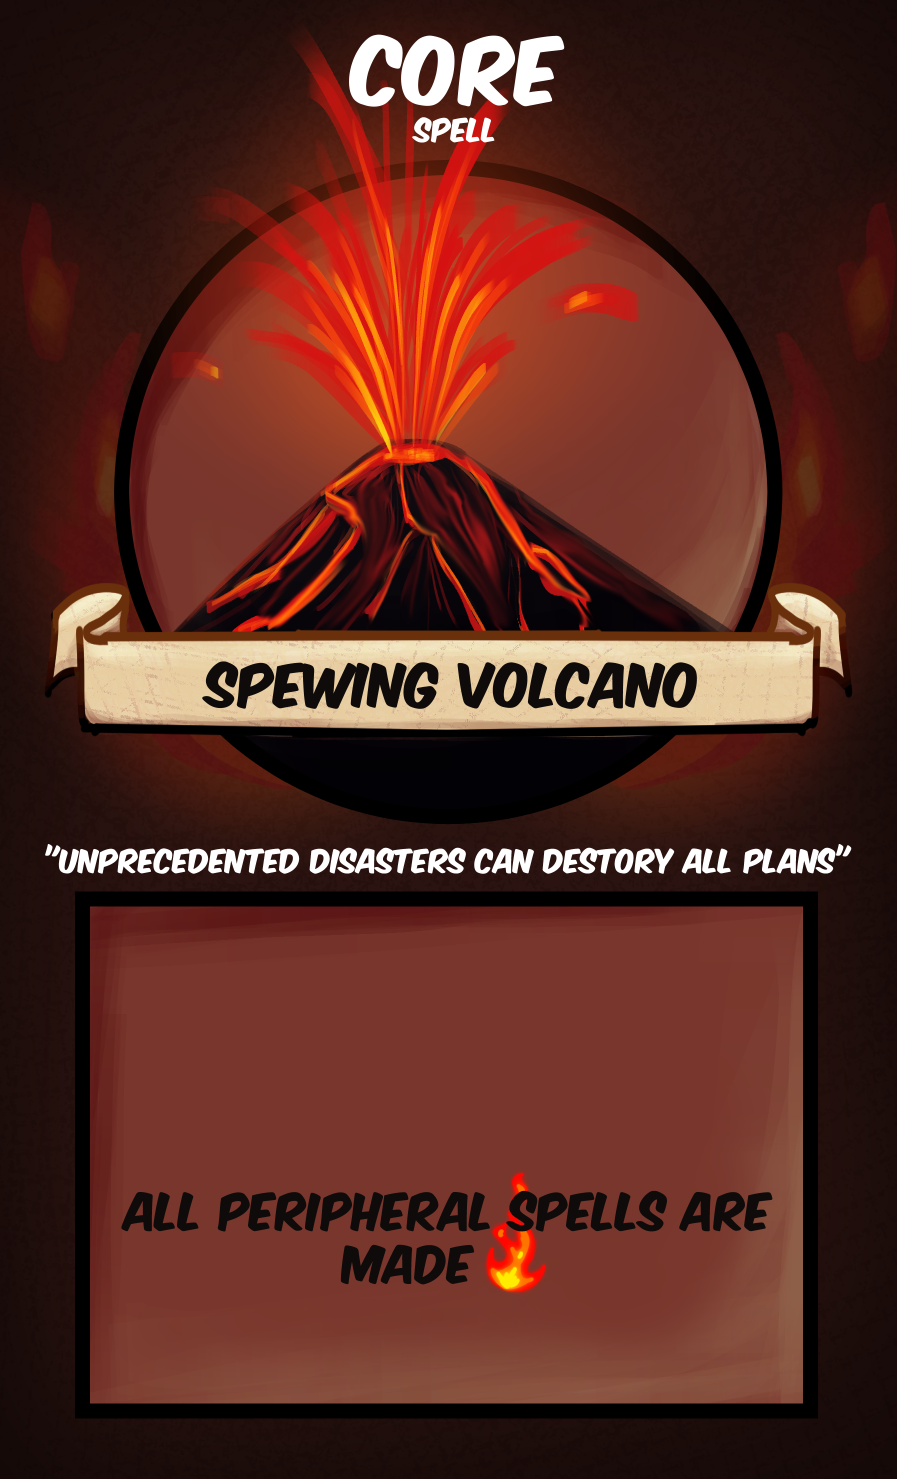 CORE
SPELL
SPEWING VOLCANO
"UNPRECEDENTED DISASTERS CAN DESTORY ALL PLANS"
ALL PERIPHERAL SPELLS ARE
MADE